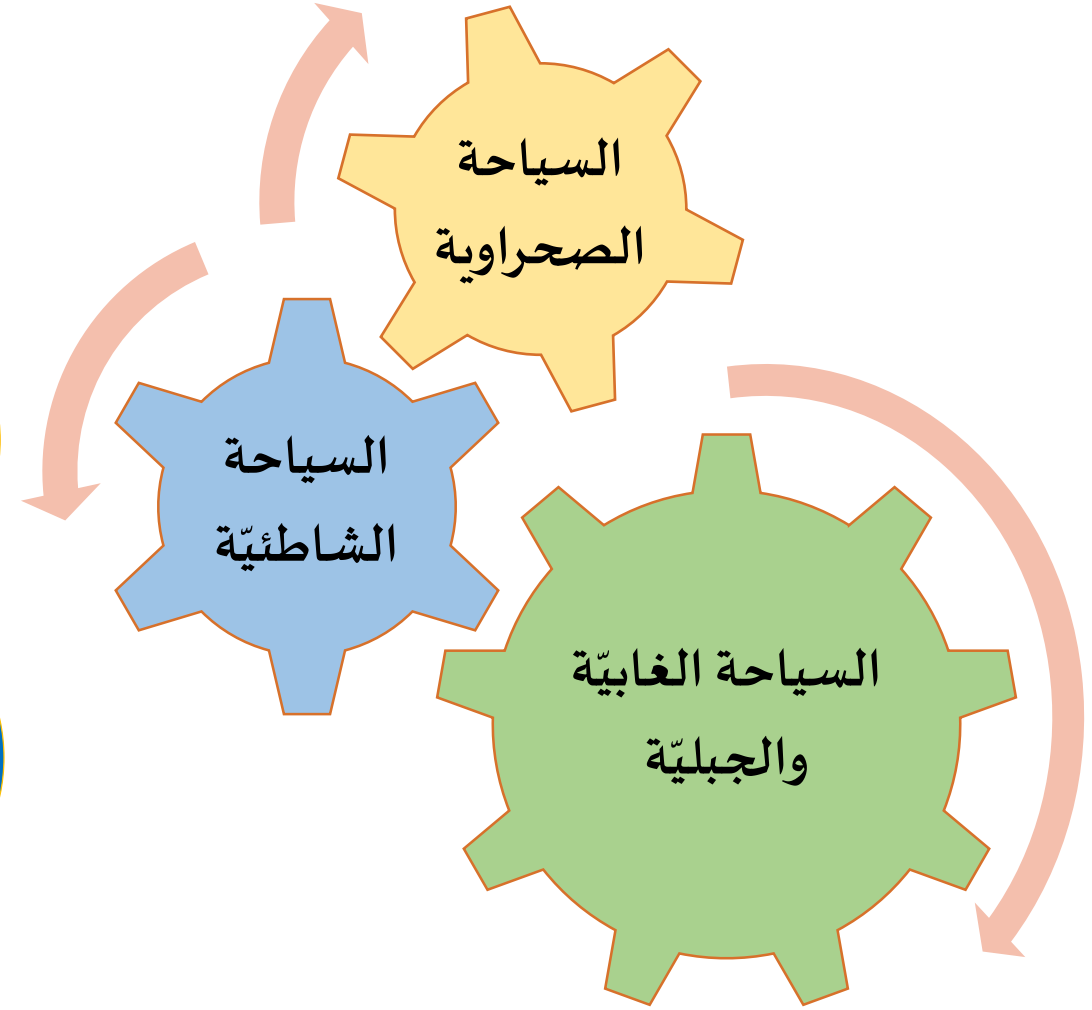 السياحة
الصحراوية
السياحة
الشاطئيّة
السياحة الغابيّة
والجبليّة